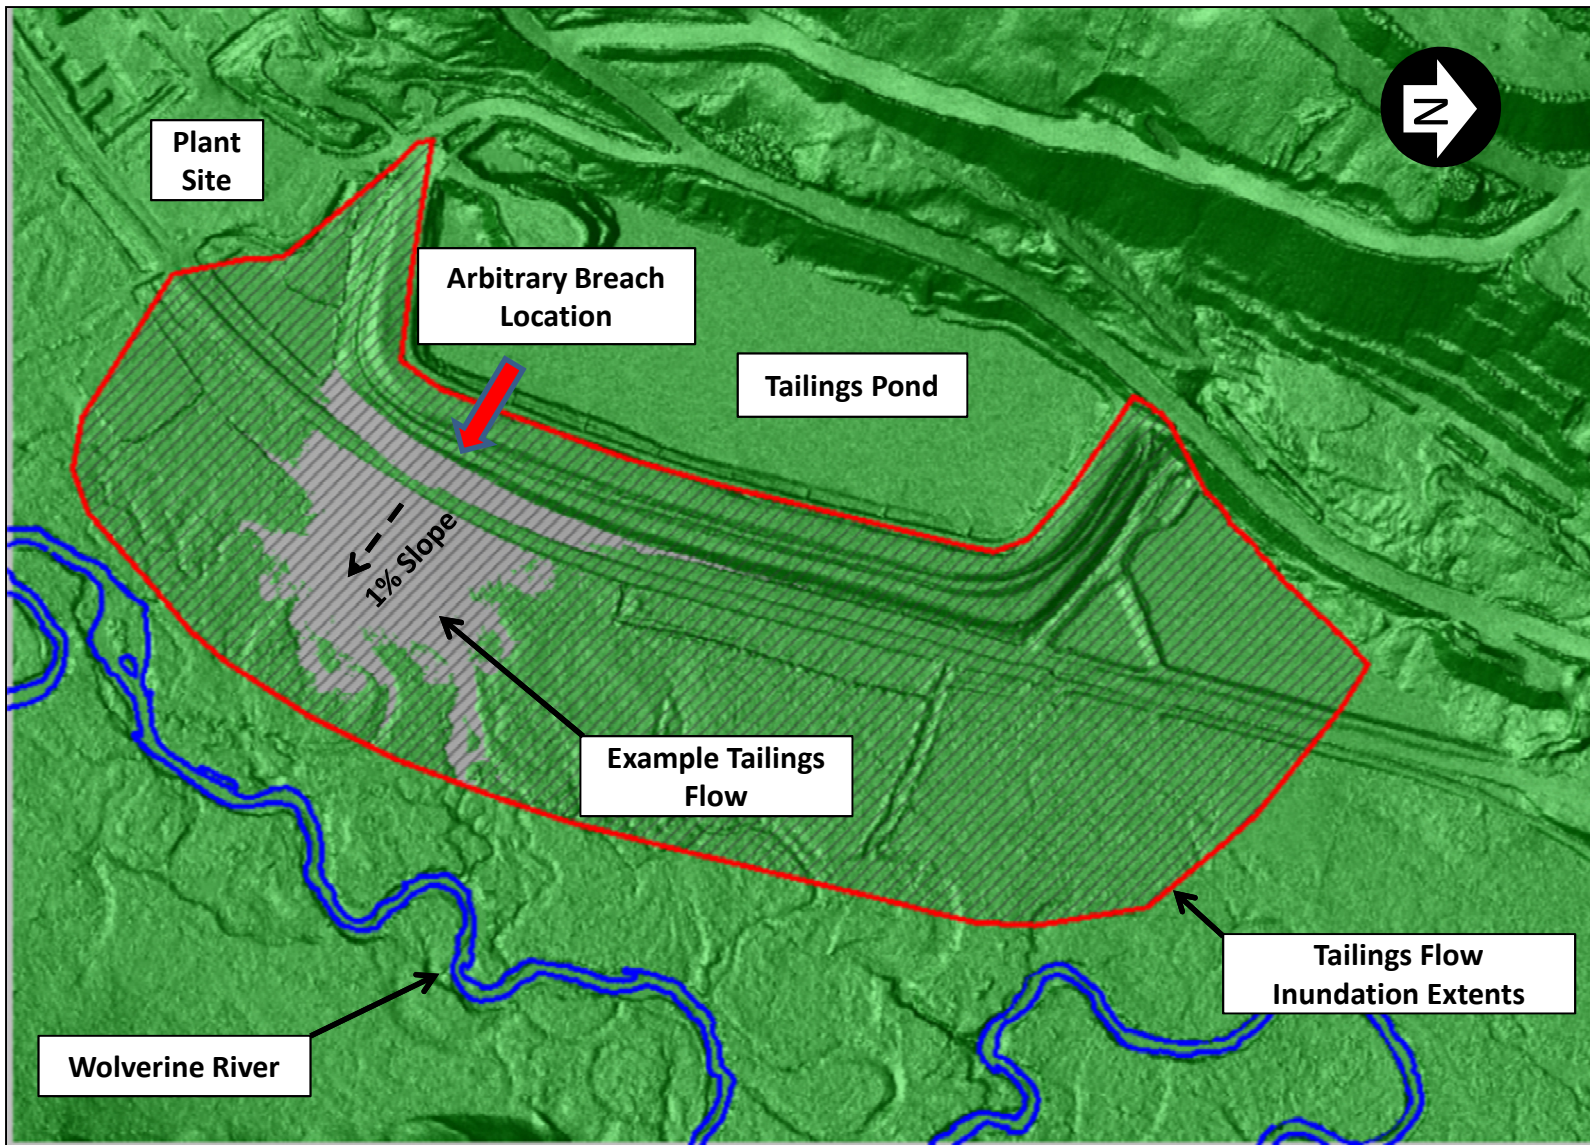 N
Plant
Site
Arbitrary Breach
Location
Tailings Pond
1% Slope
Example Tailings
Flow
Tailings Flow
Inundation Extents
Wolverine River